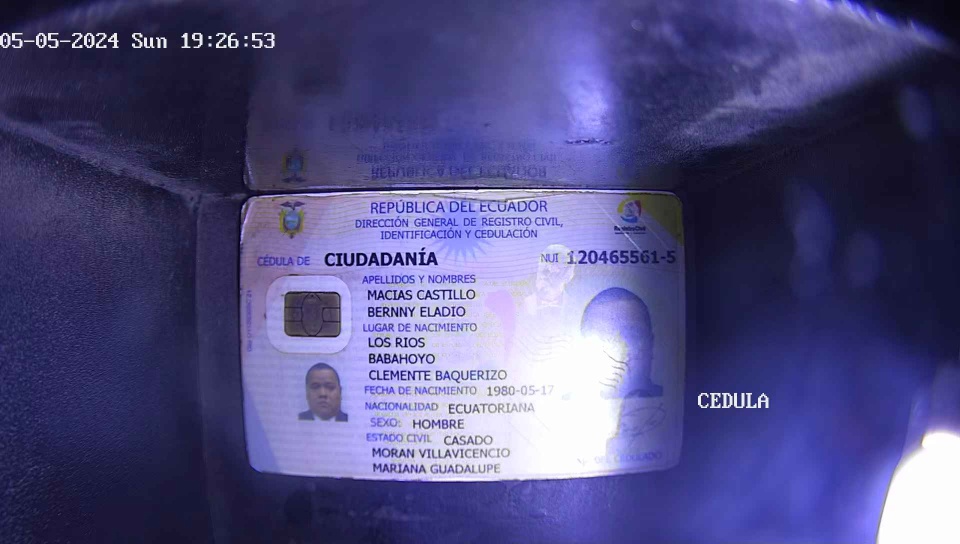 05-05-2024 Sun 19:26:53
REPÚBLICA DEL ECUADOR
DIRECCIÓN GENERAL DE REGISTRO CIVIL,
IDENTIFICACIÓN Y CEDULACIÓN
CÉDULA DE CIUDADANÍA
NUI 120465561-5
APELLIDOS Y NOMBRES
MACIAS CASTILLO
BERNNY ELADIO
LUGAR DE NACIMIENTO
LOS RIOS
BABAHOYO
CLEMENTE BAQUERIZO
FECHA DE NACIMIENTO 1980-05-17
NACIONALIDAD ECUATORIANA
SEXO: HOMBRE
ESTADO CIVIL CASADO
MORAN VILLAVICENCIO
MARIANA GUADALUPE
DEL CEDULADO
CEDULA